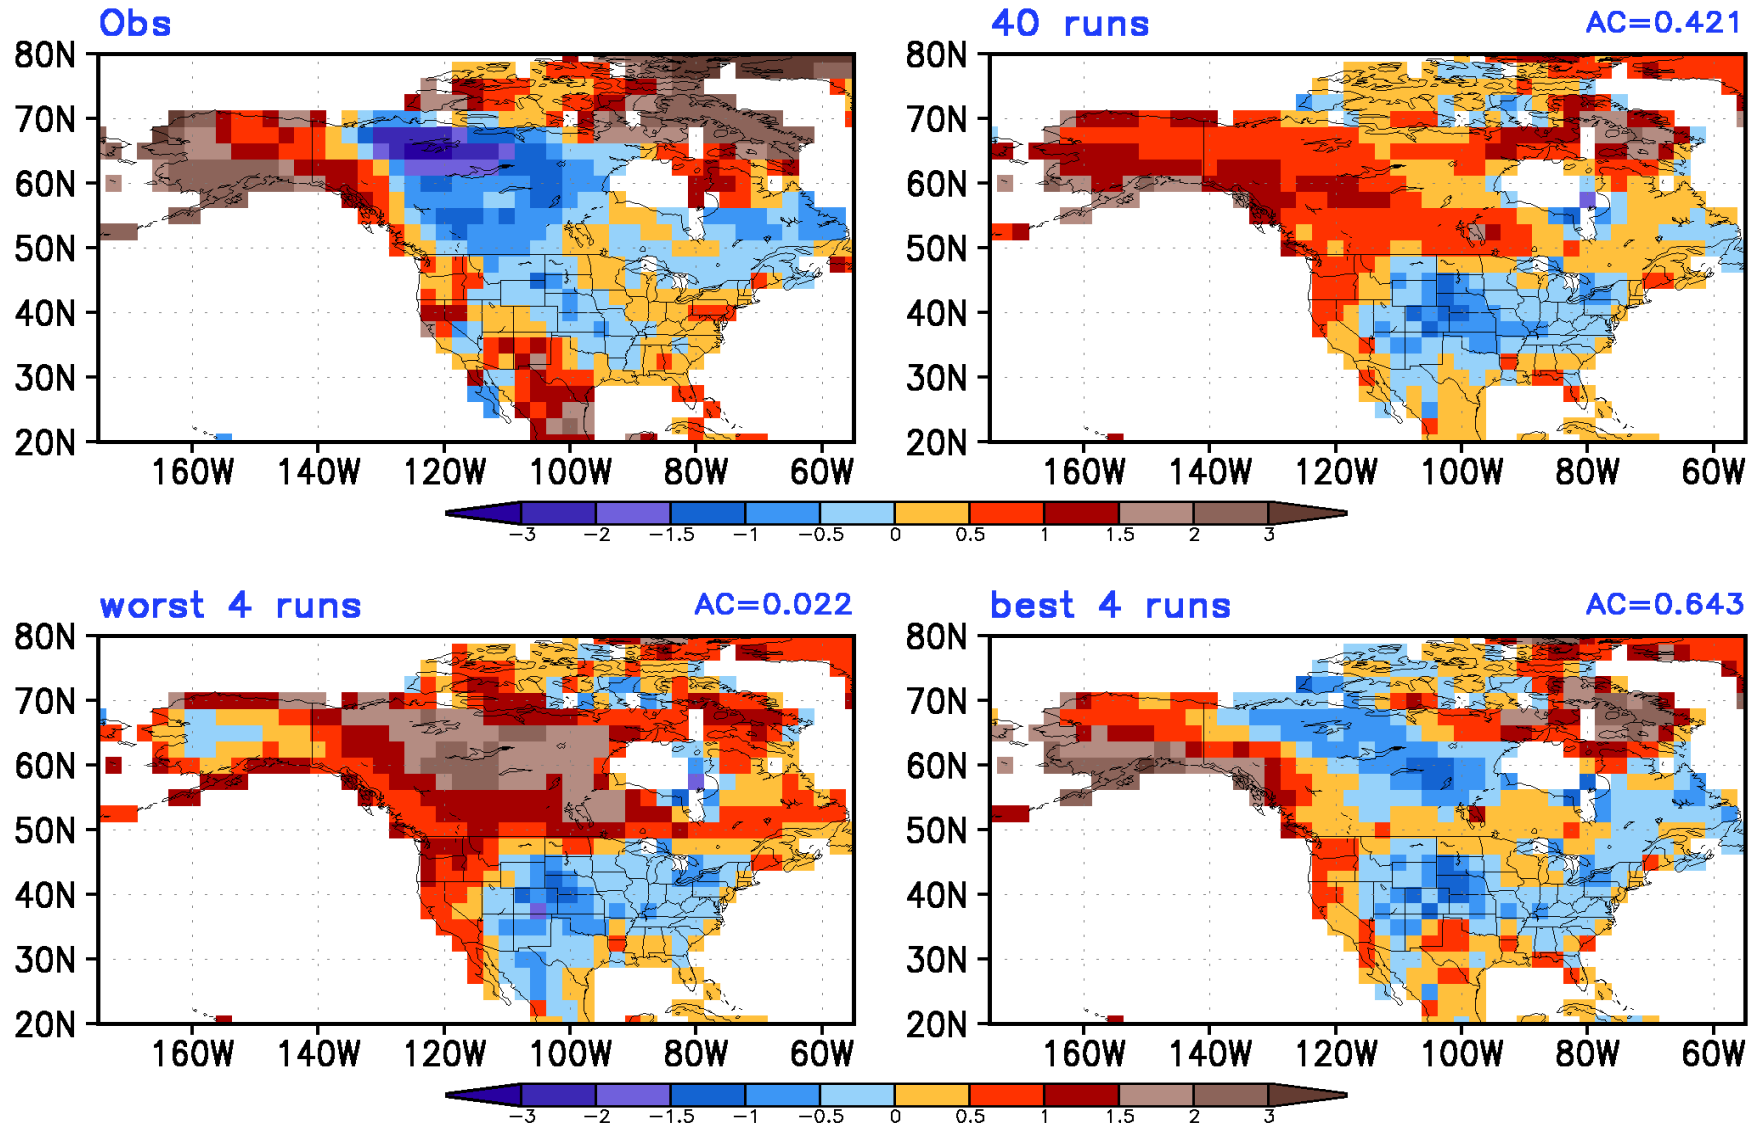 Obs
40 runs AC=0.421
80N 80N
70N 70N
60N 60N
50N 50N
40N 40N
30N 30N
20N 20N
160W 140W 120W 100W 80W 60W 160W 140W 120W 100W 80W 60W
-3 -2 -1.5 -1 -0.5 0 0.5 1 1.5 2 3
worst 4 runs AC=0.022
best 4 runs AC=0.643
80N 80N
70N 70N
60N 60N
50N 50N
40N 40N
30N 30N
20N 20N
160W 140W 120W 100W 80W 60W 160W 140W 120W 100W 80W 60W
-3 -2 -1.5 -1 -0.5 0 0.5 1 1.5 2 3